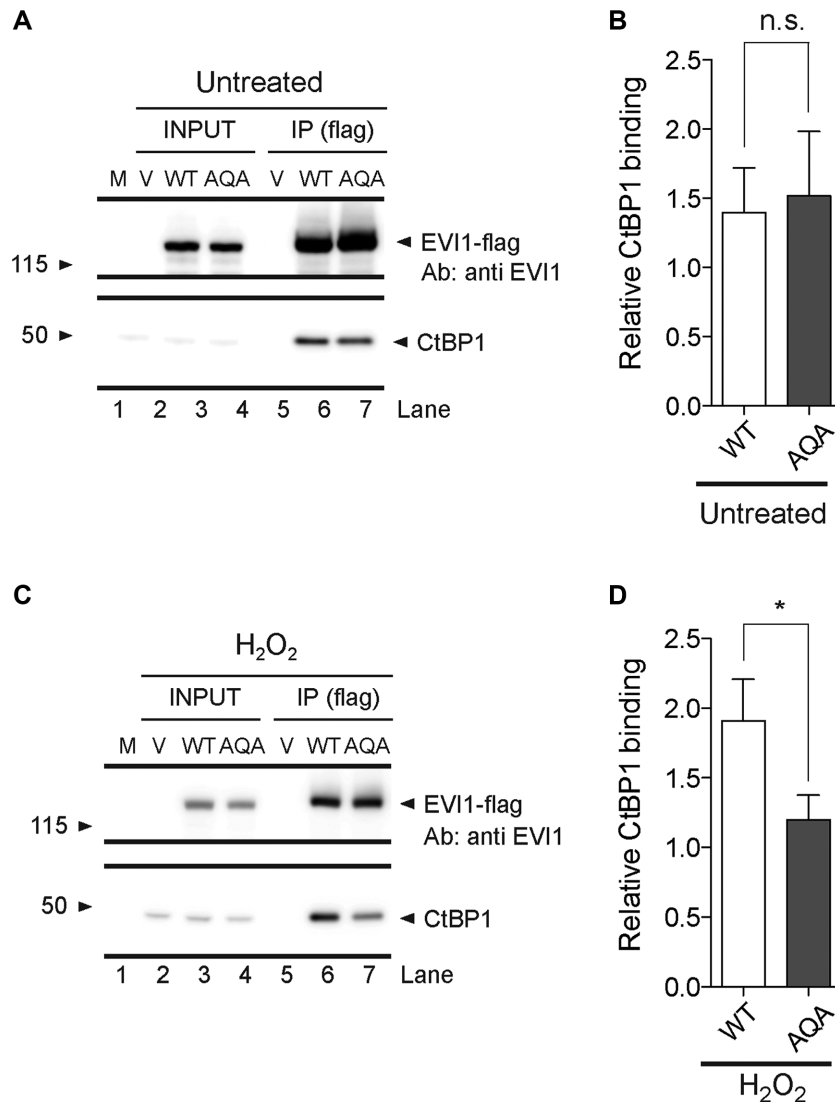 A
Untreated
INPUT IP (flag)
M V WT AQA V WT AQA
EVI1-flag
115 Ab: anti EVI1
50 CtBP1
1 2 3 4 5 6 7 Lane
B
n.s.
Relative CtBP1 binding
2.5
2.0
1.5
1.0
0.5
0.0
WT AQA
Untreated
C
H₂O₂
INPUT IP (flag)
M V WT AQA V WT AQA
EVI1-flag
115 Ab: anti EVI1
50 CtBP1
1 2 3 4 5 6 7 Lane
D
*
Relative CtBP1 binding
2.5
2.0
1.5
1.0
0.5
0.0
WT AQA
H₂O₂